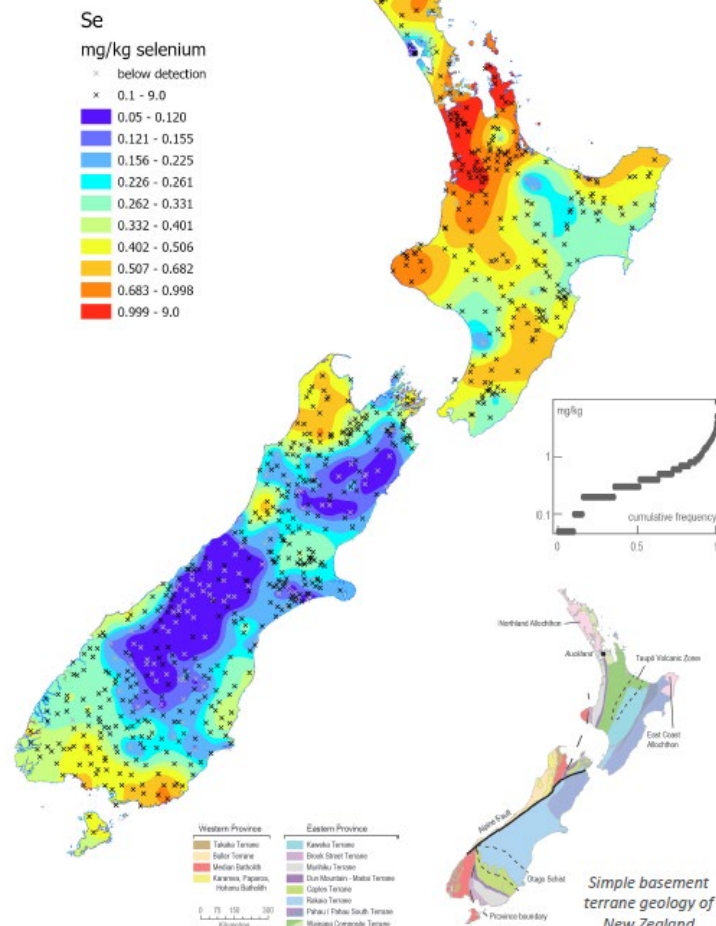 Se
mg/kg selenium
below detection
0.1 - 9.0
0.05 - 0.120
0.121 - 0.155
0.156 - 0.225
0.226 - 0.261
0.262 - 0.331
0.332 - 0.401
0.402 - 0.506
0.507 - 0.682
0.683 - 0.998
0.999 - 9.0
mg/kg
1
0.1
cumulative frequency
0
0.5
1
Northland Allochthon
Auckland
Taupō Volcanic Zone
East Coast
Allochthon
Alpine Fault
Otago Schist
Province boundary
Western Province
Takaka Terrane
Buller Terrane
Median Batholith
Karamea, Paparoa,
Hohonu Batholith
0 75 150 300
Kilometres
Eastern Province
Kaweka Terrane
Brook Street Terrane
Murihiku Terrane
Dun Mountain - Maitai Terrane
Caples Terrane
Rakaia Terrane
Pahau / Pahau South Terrane
Waipapa Composite Terrane
Simple basement
terrane geology of
New Zealand